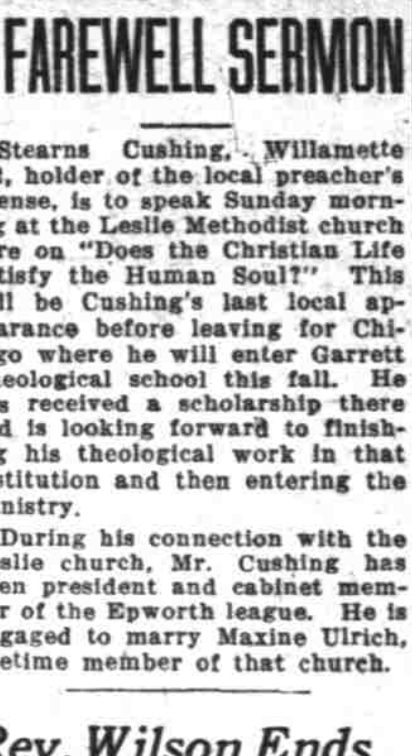 FAREWELL SERMON
Stearns Cushing, Willamette
, holder of the local preacher's
ense, is to speak Sunday morn-
g at the Leslie Methodist church
re on "Does the Christian Life
tisfy the Human Soul?" This
ll be Cushing's last local ap-
arance before leaving for Chi-
go where he will enter Garrett
eological school this fall. He
s received a scholarship there
d is looking forward to finish-
g his theological work in that
stitution and then entering the
nistry.
During his connection with the
slie church, Mr. Cushing has
en president and cabinet mem-
r of the Epworth league. He is
gaged to marry Maxine Ulrich,
etime member of that church.
Rev. Wilson Ends